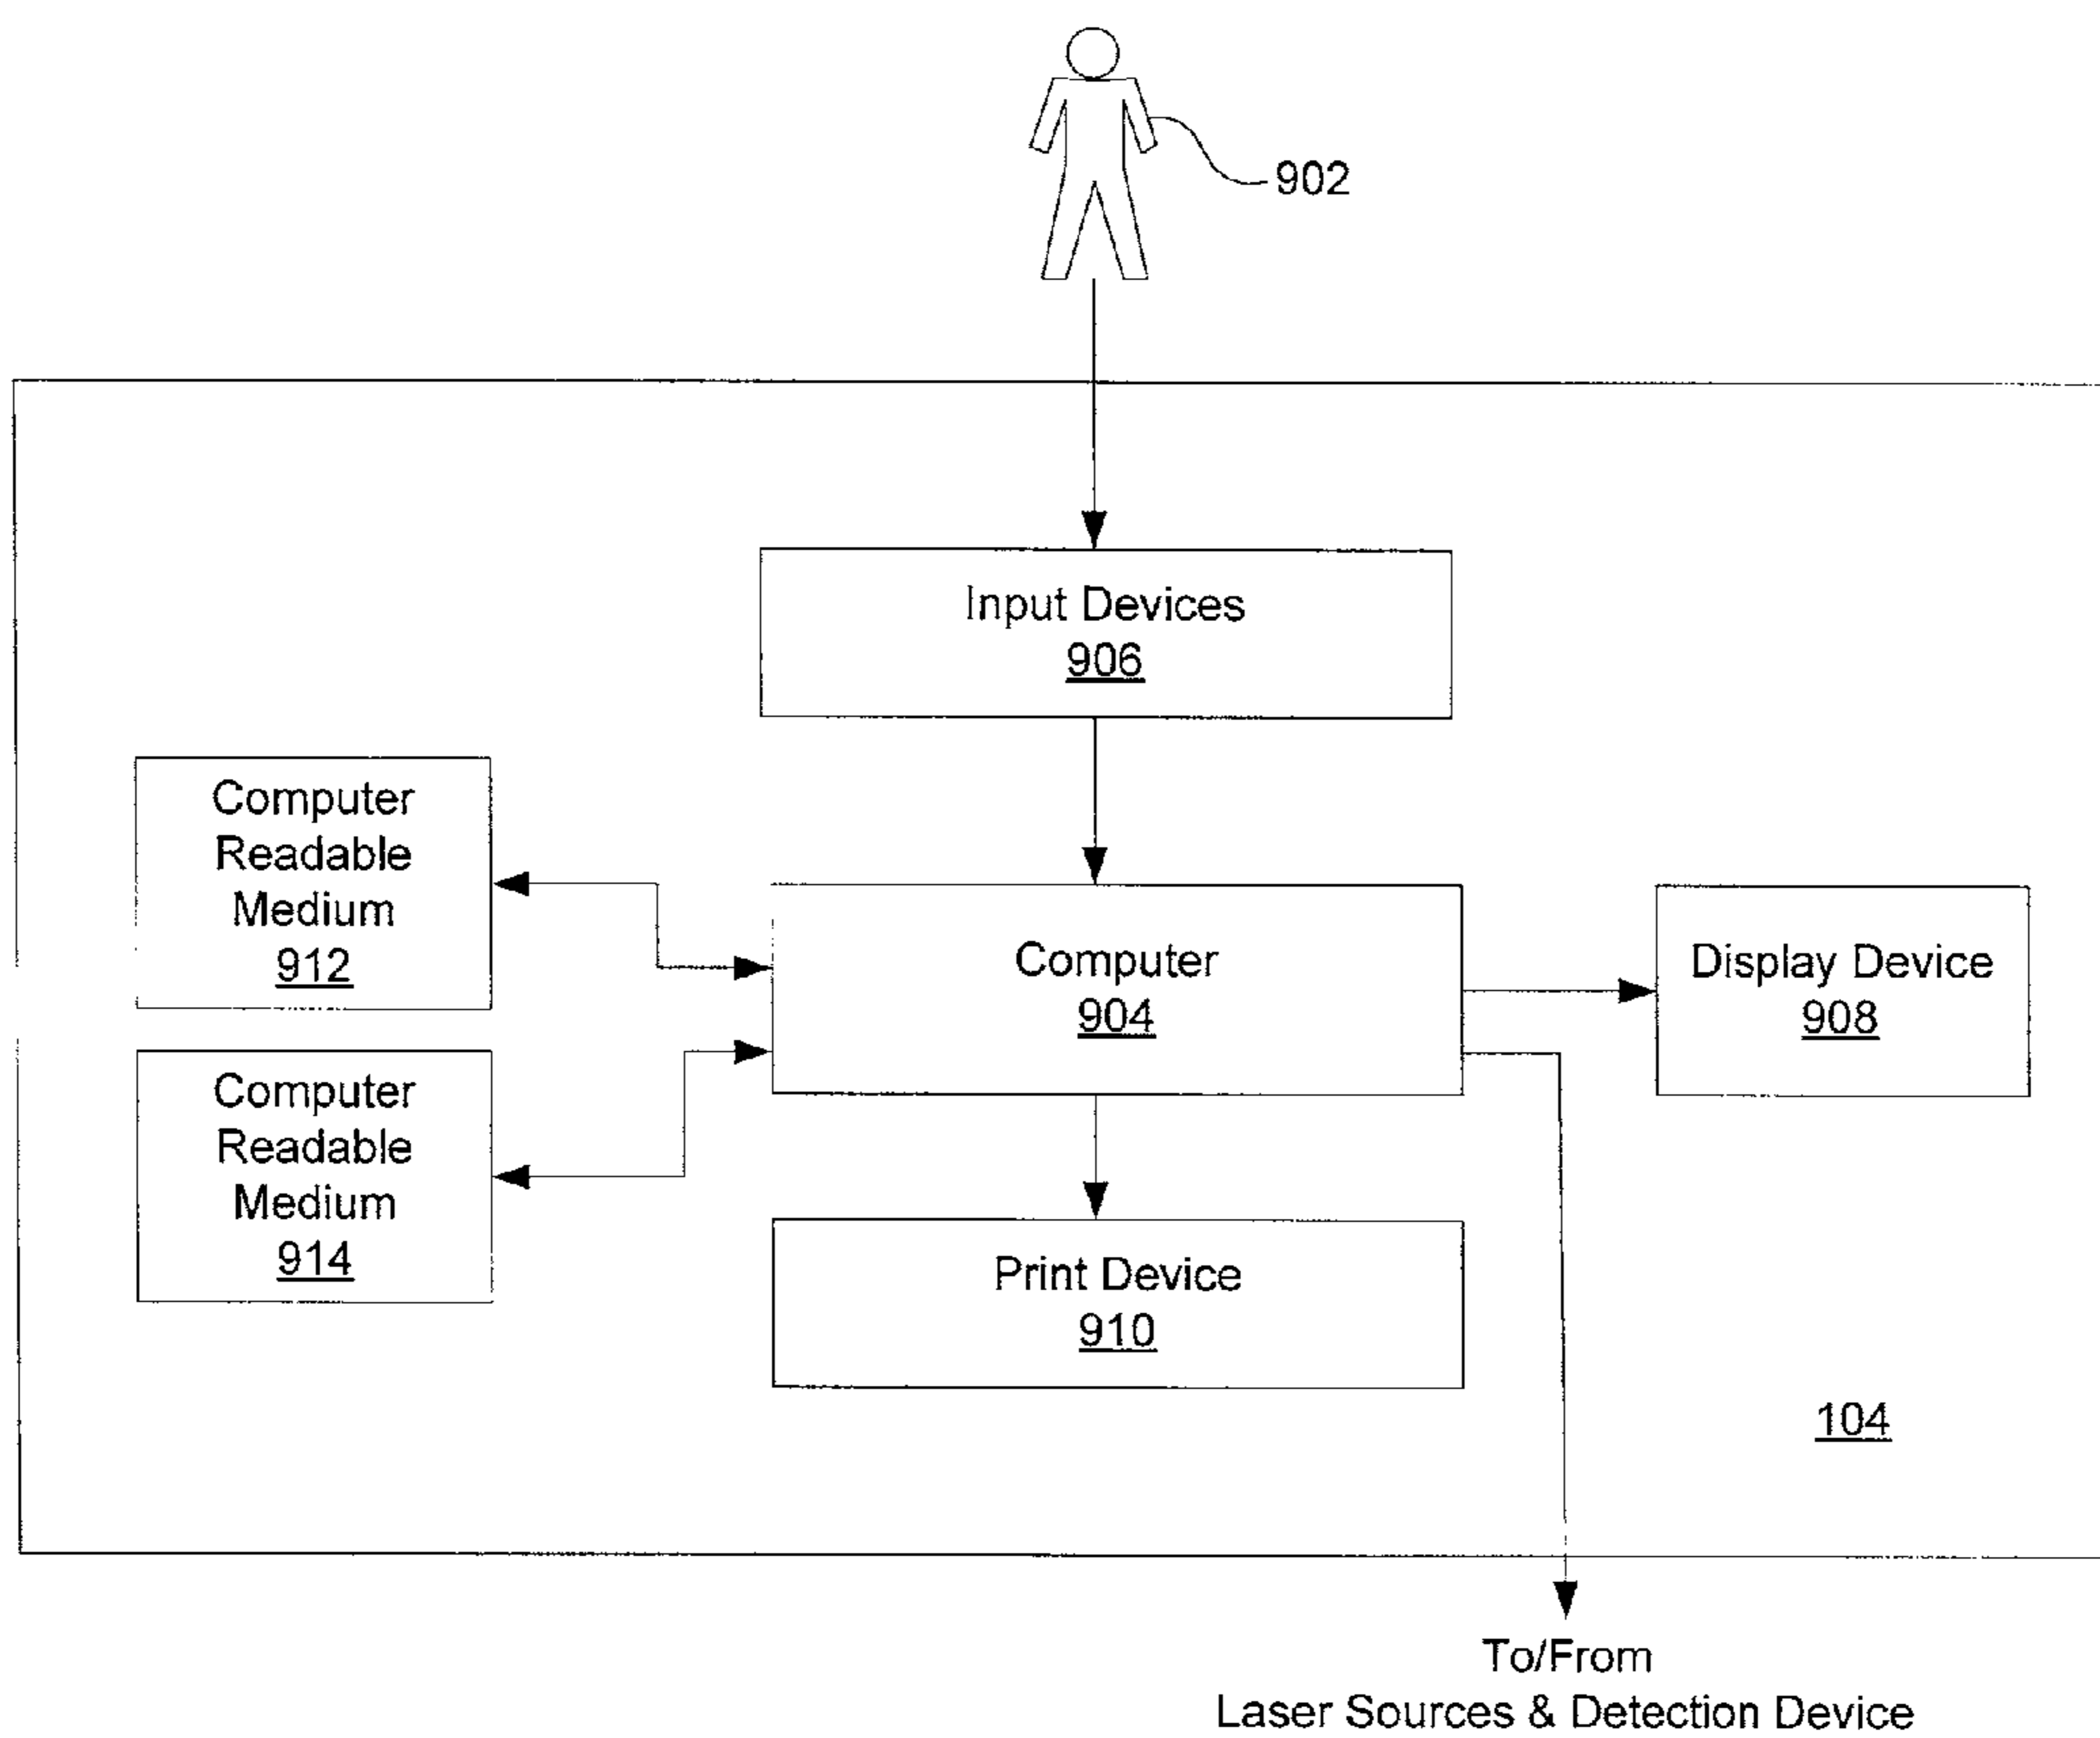 902
Input Devices
906
Computer
Readable
Medium
912
Computer
904
Display Device
908
Computer
Readable
Medium
914
Print Device
910
104
To/From
Laser Sources & Detection Device